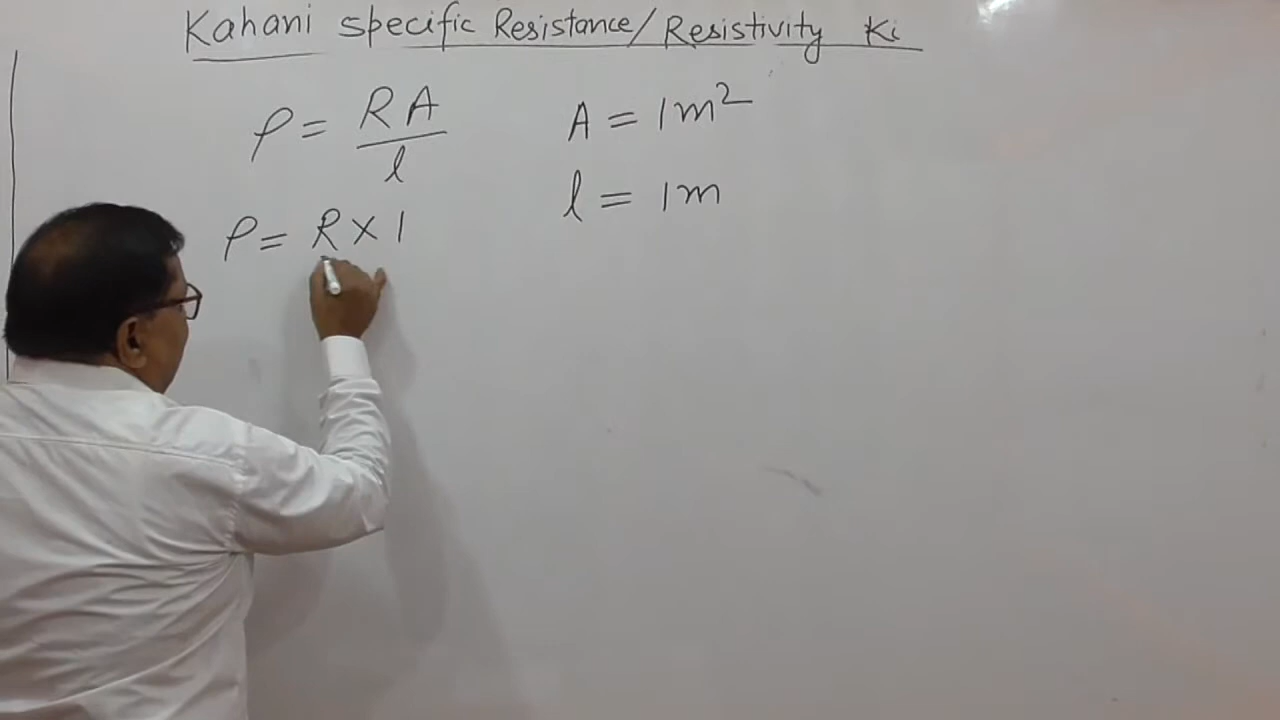 Kahani specific Resistance/Resistivity Ki
ρ = RA/l
A = 1m²
l = 1m
ρ = R × 1